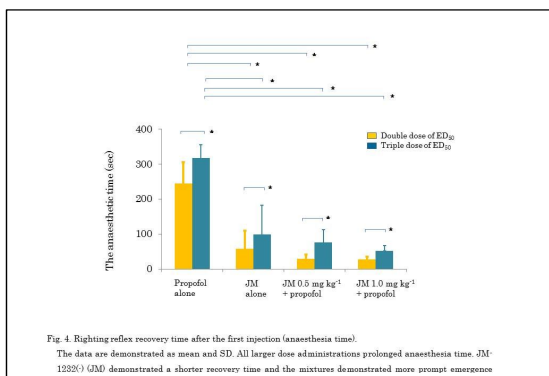 ★
★
★
★
★
★
400
300
200
100
0
The anaesthetic time (sec)
★
★
★
★
Double dose of ED50
Triple dose of ED50
Propofol alone
JM alone
JM 0.5 mg kg-1 + propofol
JM 1.0 mg kg-1 + propofol
Fig. 4. Righting reflex recovery time after the first injection (anaesthesia time).
The data are demonstrated as mean and SD. All larger dose administrations prolonged anaesthesia time. JM-
1232(-) (JM) demonstrated a shorter recovery time and the mixtures demonstrated more prompt emergence